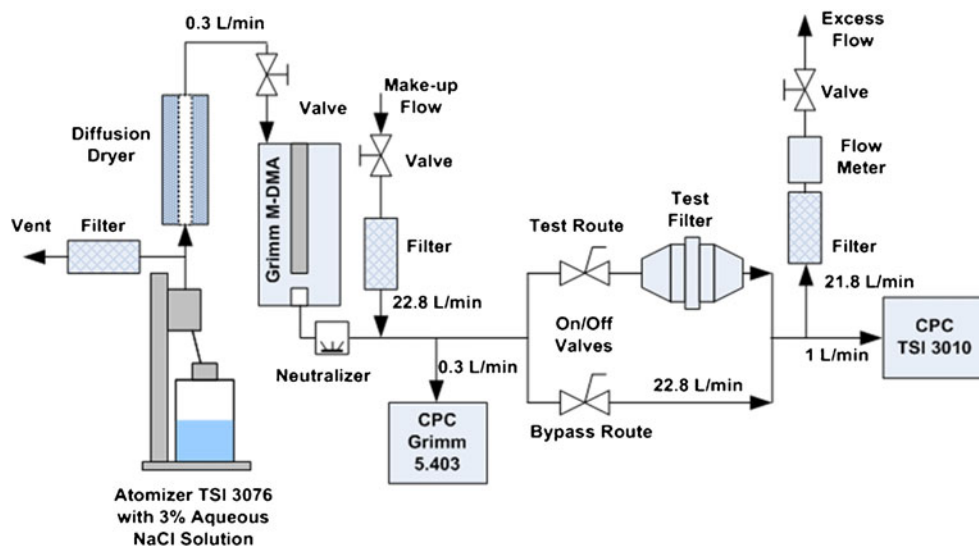 0.3 L/min
Diffusion
Dryer
Vent
Filter
Atomizer TSI 3076
with 3% Aqueous
NaCl Solution
Valve
Grimm M-DMA
Neutralizer
Make-up
Flow
Valve
Filter
22.8 L/min
0.3 L/min
CPC
Grimm
5.403
Test Route
On/Off
Valves
Bypass Route
Test
Filter
22.8 L/min
Excess
Flow
Valve
Flow
Meter
Filter
21.8 L/min
1 L/min
CPC
TSI 3010